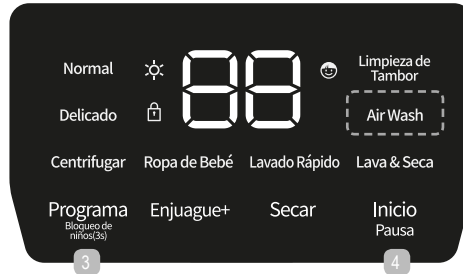 Normal
88
Limpieza de
Tambor
Delicado
Air Wash
Centrifugar
Ropa de Bebé
Lavado Rápido
Lava & Seca
Programa
Bloqueo de
niños(3s)
Enjuague+
Secar
Inicio
Pausa
3
4